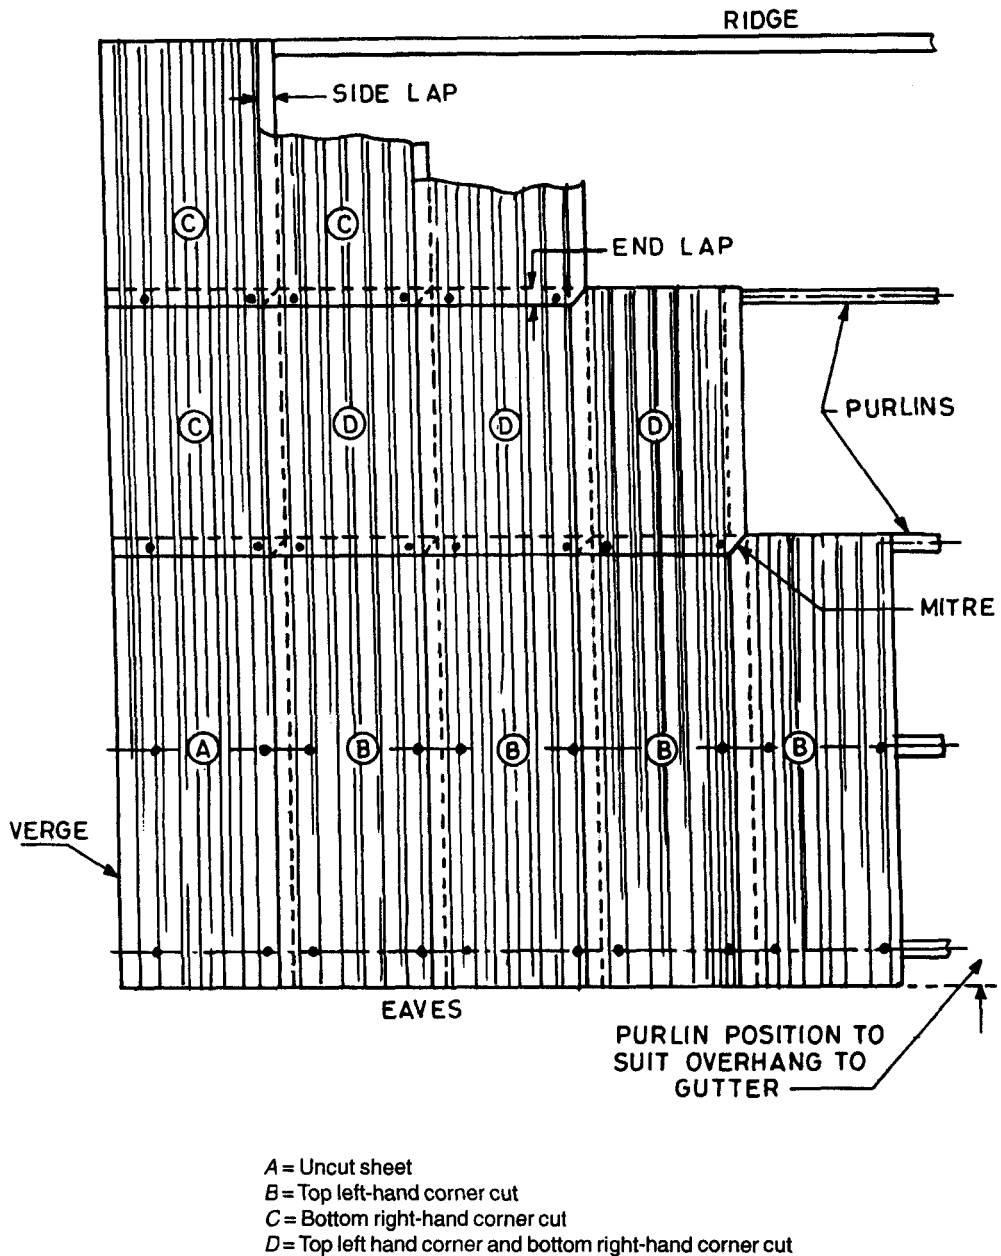 RIDGE
SIDE LAP
C
C
END LAP
C
D
D
D
PURLINS
MITRE
A
B
B
B
B
VERGE
EAVES
PURLIN POSITION TO
SUIT OVERHANG TO
GUTTER
A = Uncut sheet
B = Top left-hand corner cut
C = Bottom right-hand corner cut
D = Top left hand corner and bottom right-hand corner cut